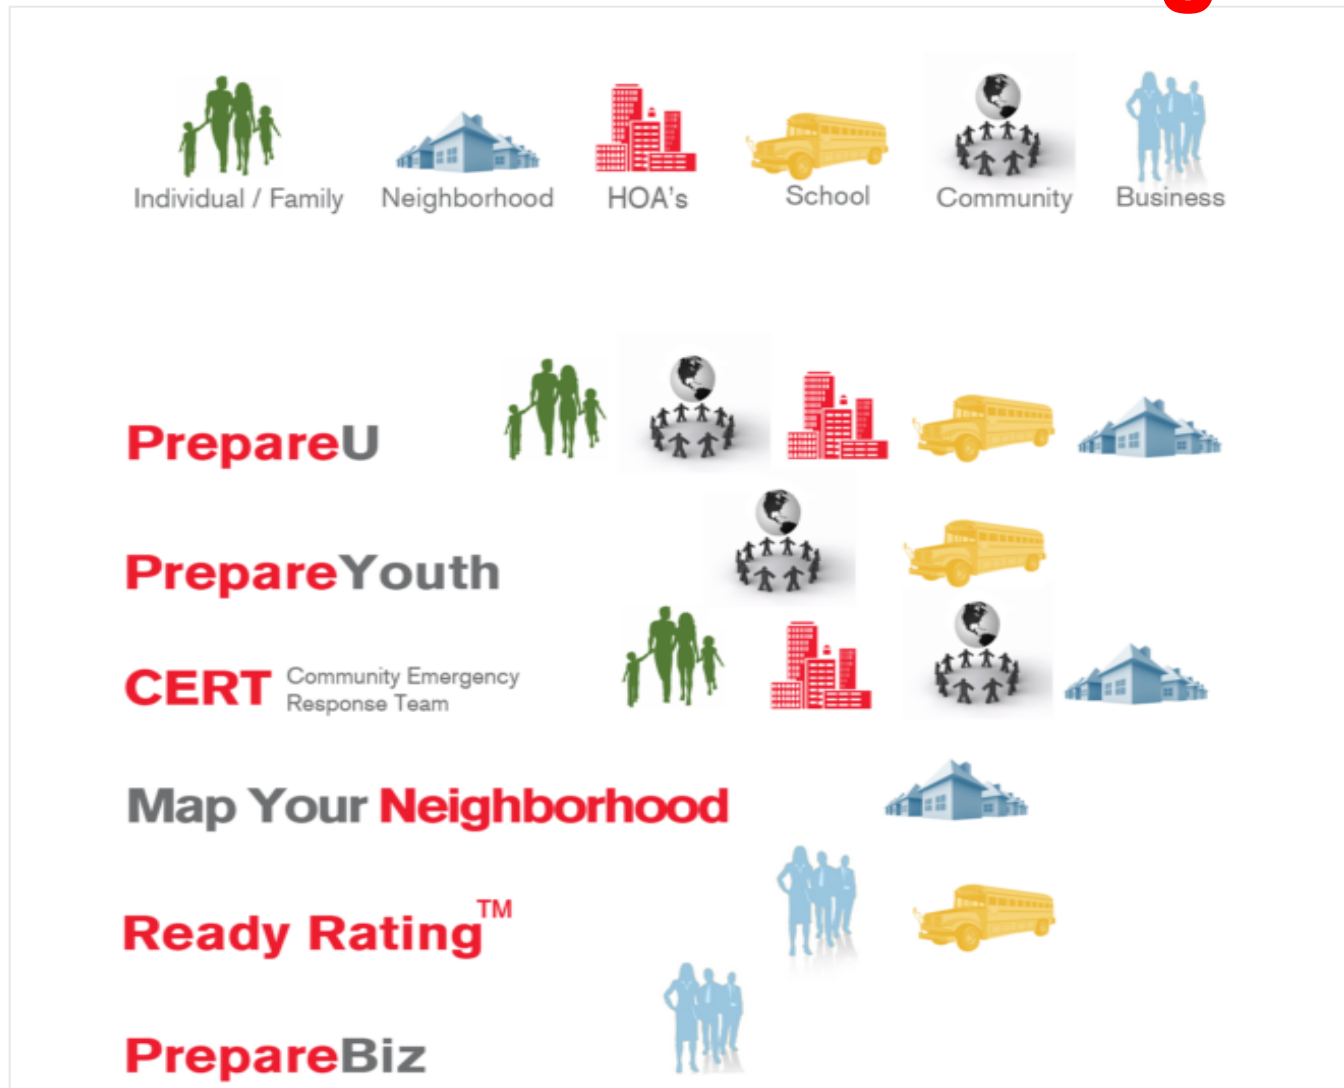 Individual / Family Neighborhood HOA's School Community Business
PrepareU
PrepareYouth
CERT Community Emergency
Response Team
Map Your Neighborhood
Ready Rating™
PrepareBiz